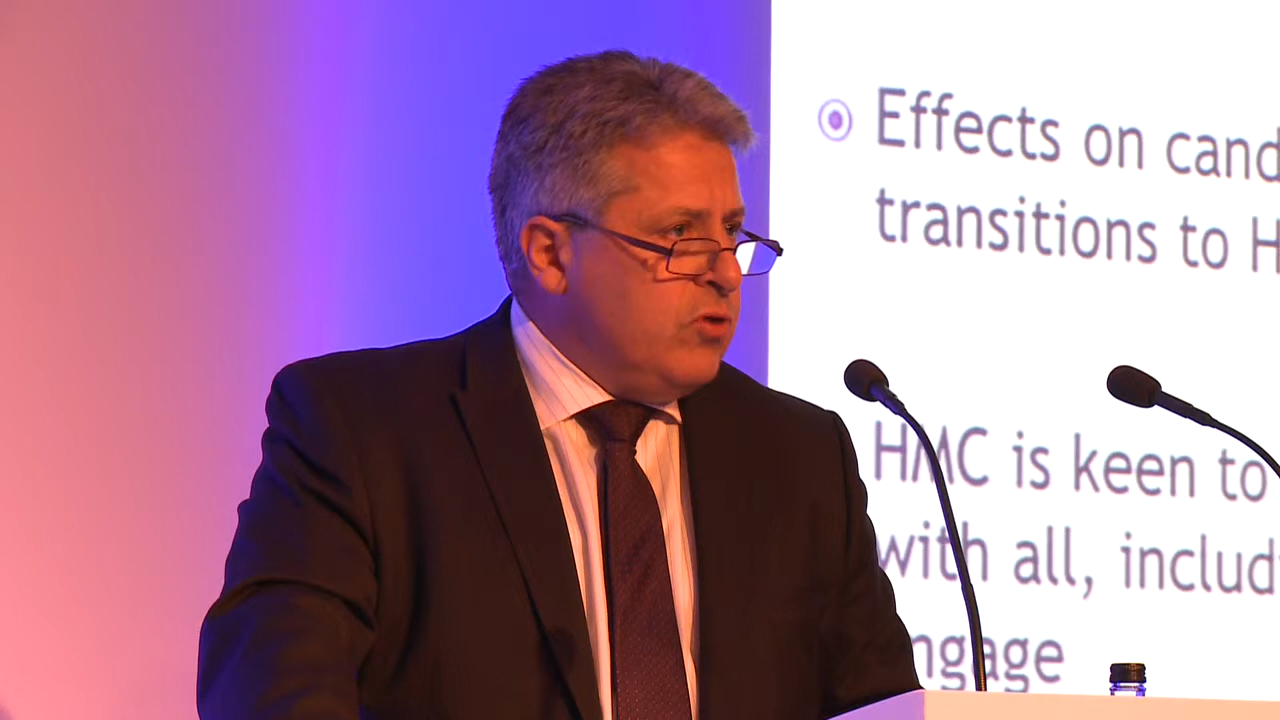 Effects on cand
transitions to H
HMC is keen to
with all, includ
ngage